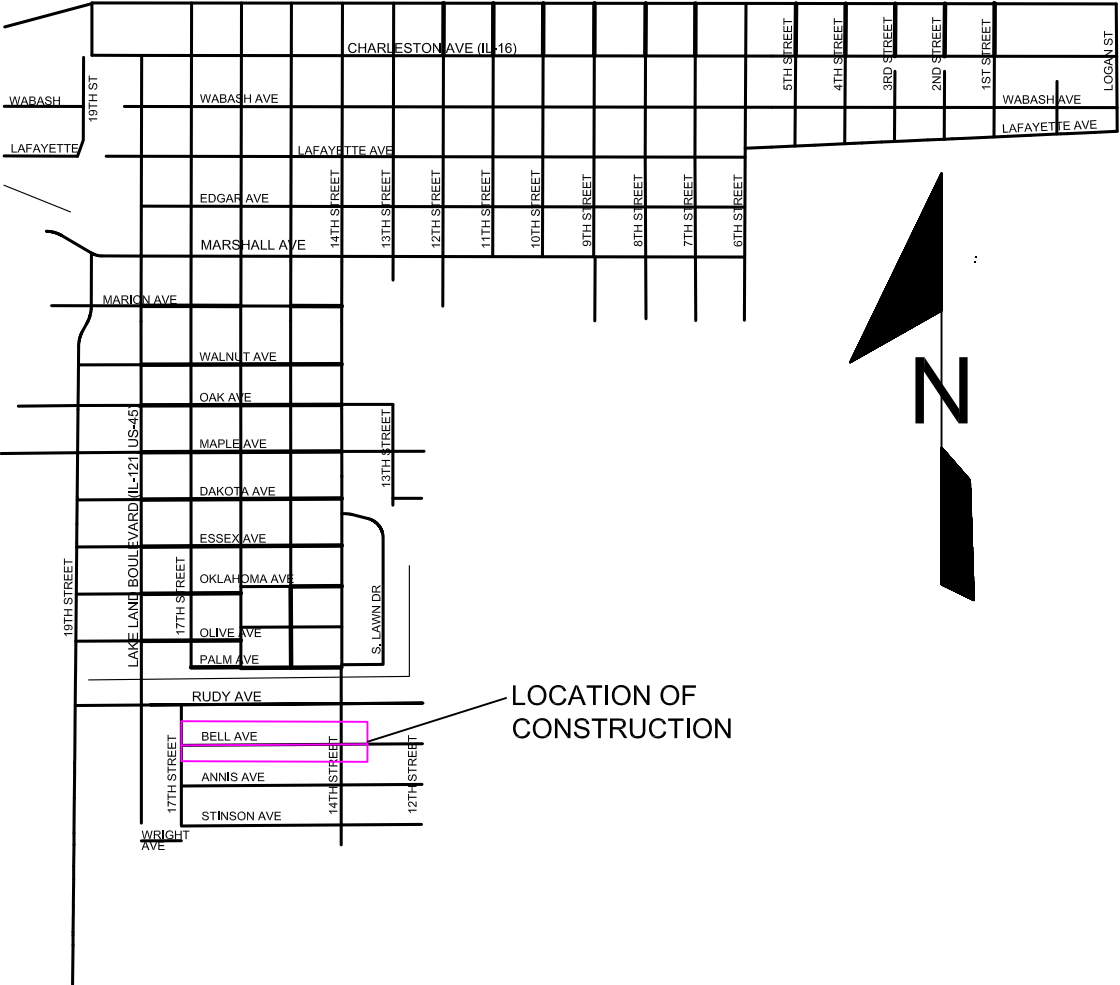 CHARLESTON AVE (IL-16)
5TH STREET
4TH STREET
3RD STREET
2ND STREET
1ST STREET
LOGAN ST
WABASH
19TH ST
WABASH AVE
WABASH AVE
LAFAYETTE
LAFAYETTE AVE
LAFAYETTE AVE
EDGAR AVE
14TH STREET
13TH STREET
12TH STREET
11TH STREET
10TH STREET
9TH STREET
8TH STREET
7TH STREET
6TH STREET
MARSHALL AVE
MARION AVE
WALNUT AVE
N
OAK AVE
MAPLE AVE
13TH STREET
DAKOTA AVE
LAKE LAND BOULEVARD (IL-121, US-45)
ESSEX AVE
OKLAHOMA AVE
19TH STREET
17TH STREET
S. LAWN DR
OLIVE AVE
PALM AVE
RUDY AVE
LOCATION OF
CONSTRUCTION
BELL AVE
17TH STREET
14TH STREET
12TH STREET
ANNIS AVE
STINSON AVE
WRIGHT
AVE